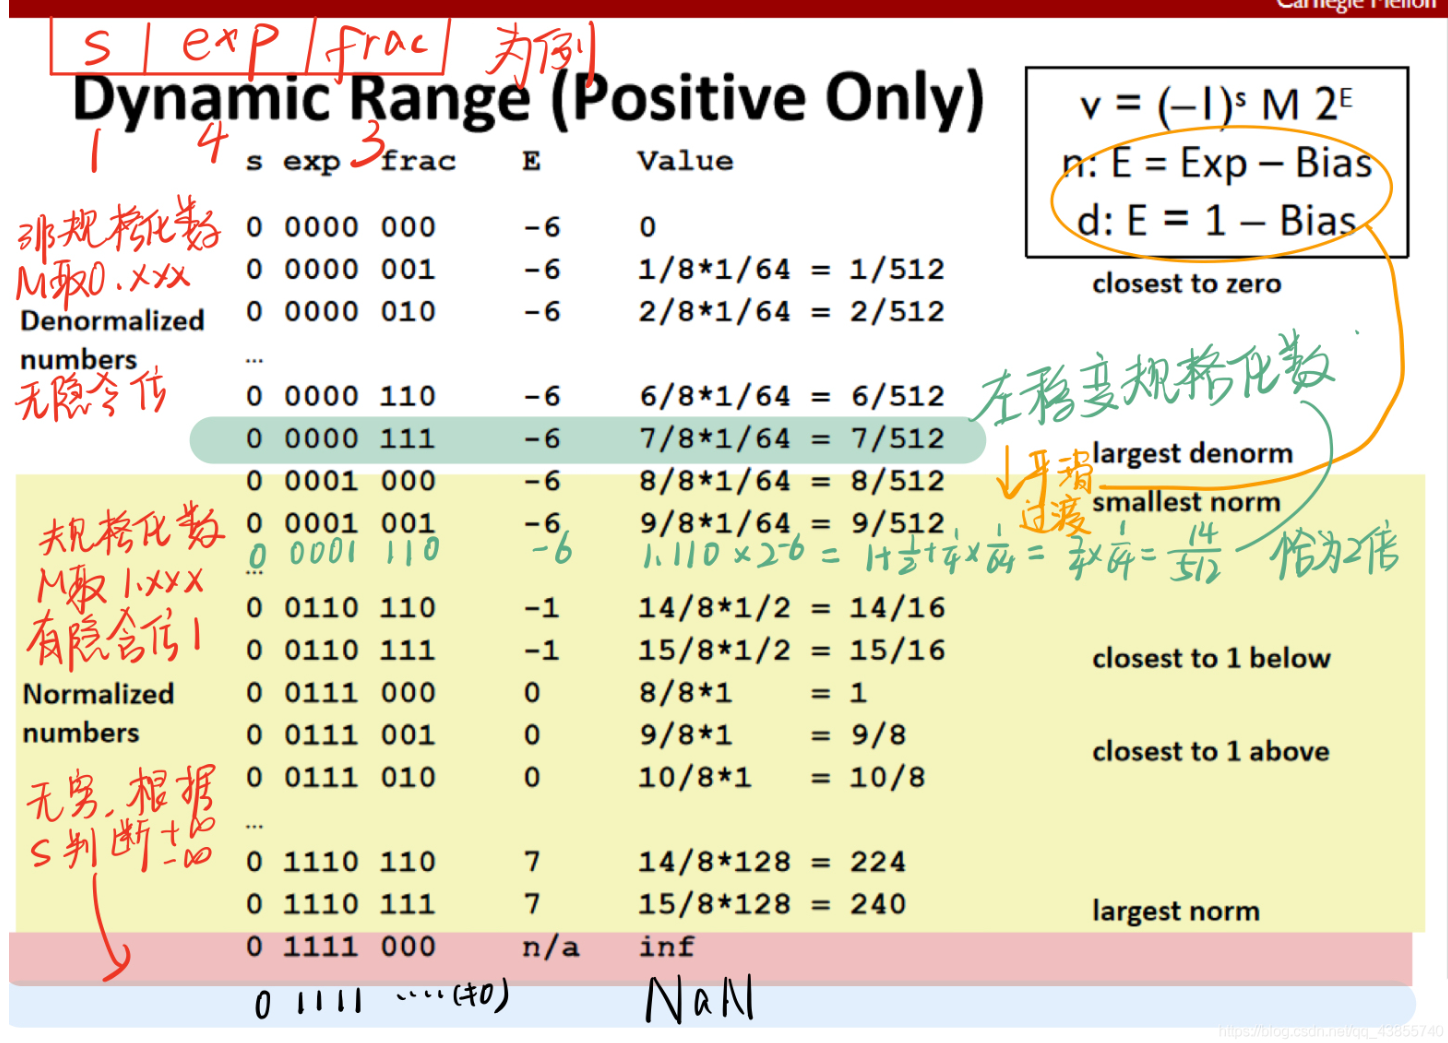 Carnegie Mellon
s exp frac 为例
Dynamic Range (Positive Only)
1 4 3
v = (–1)ˢ M 2ᴱ
n: E = Exp – Bias
d: E = 1 – Bias
s exp frac E Value
非规格化数
M取0.xxx
Denormalized
numbers
无隐含位
0 0000 000 -6 0
0 0000 001 -6 1/8*1/64 = 1/512 closest to zero
0 0000 010 -6 2/8*1/64 = 2/512
…
0 0000 110 -6 6/8*1/64 = 6/512
左移变规格化数
0 0000 111 -6 7/8*1/64 = 7/512 largest denorm
平滑
过渡
0 0001 000 -6 8/8*1/64 = 8/512 smallest norm
0 0001 001 -6 9/8*1/64 = 9/512
0 0001 110 -6 1.110 × 2⁻⁶ = 1+1/2+1/4 × 1/64 = 7/4 × 1/64 = 14/512 恰为2倍
…
规格化数
M取1.xxx
有隐含位1
Normalized
numbers
0 0110 110 -1 14/8*1/2 = 14/16
0 0110 111 -1 15/8*1/2 = 15/16 closest to 1 below
0 0111 000 0 8/8*1 = 1
0 0111 001 0 9/8*1 = 9/8 closest to 1 above
0 0111 010 0 10/8*1 = 10/8
…
无穷,根据
S判断+∞
-∞
0 1110 110 7 14/8*128 = 224
0 1110 111 7 15/8*128 = 240 largest norm
0 1111 000 n/a inf
0 1111 ····(≠0) NaN
https://blog.csdn.net/qq_43855740